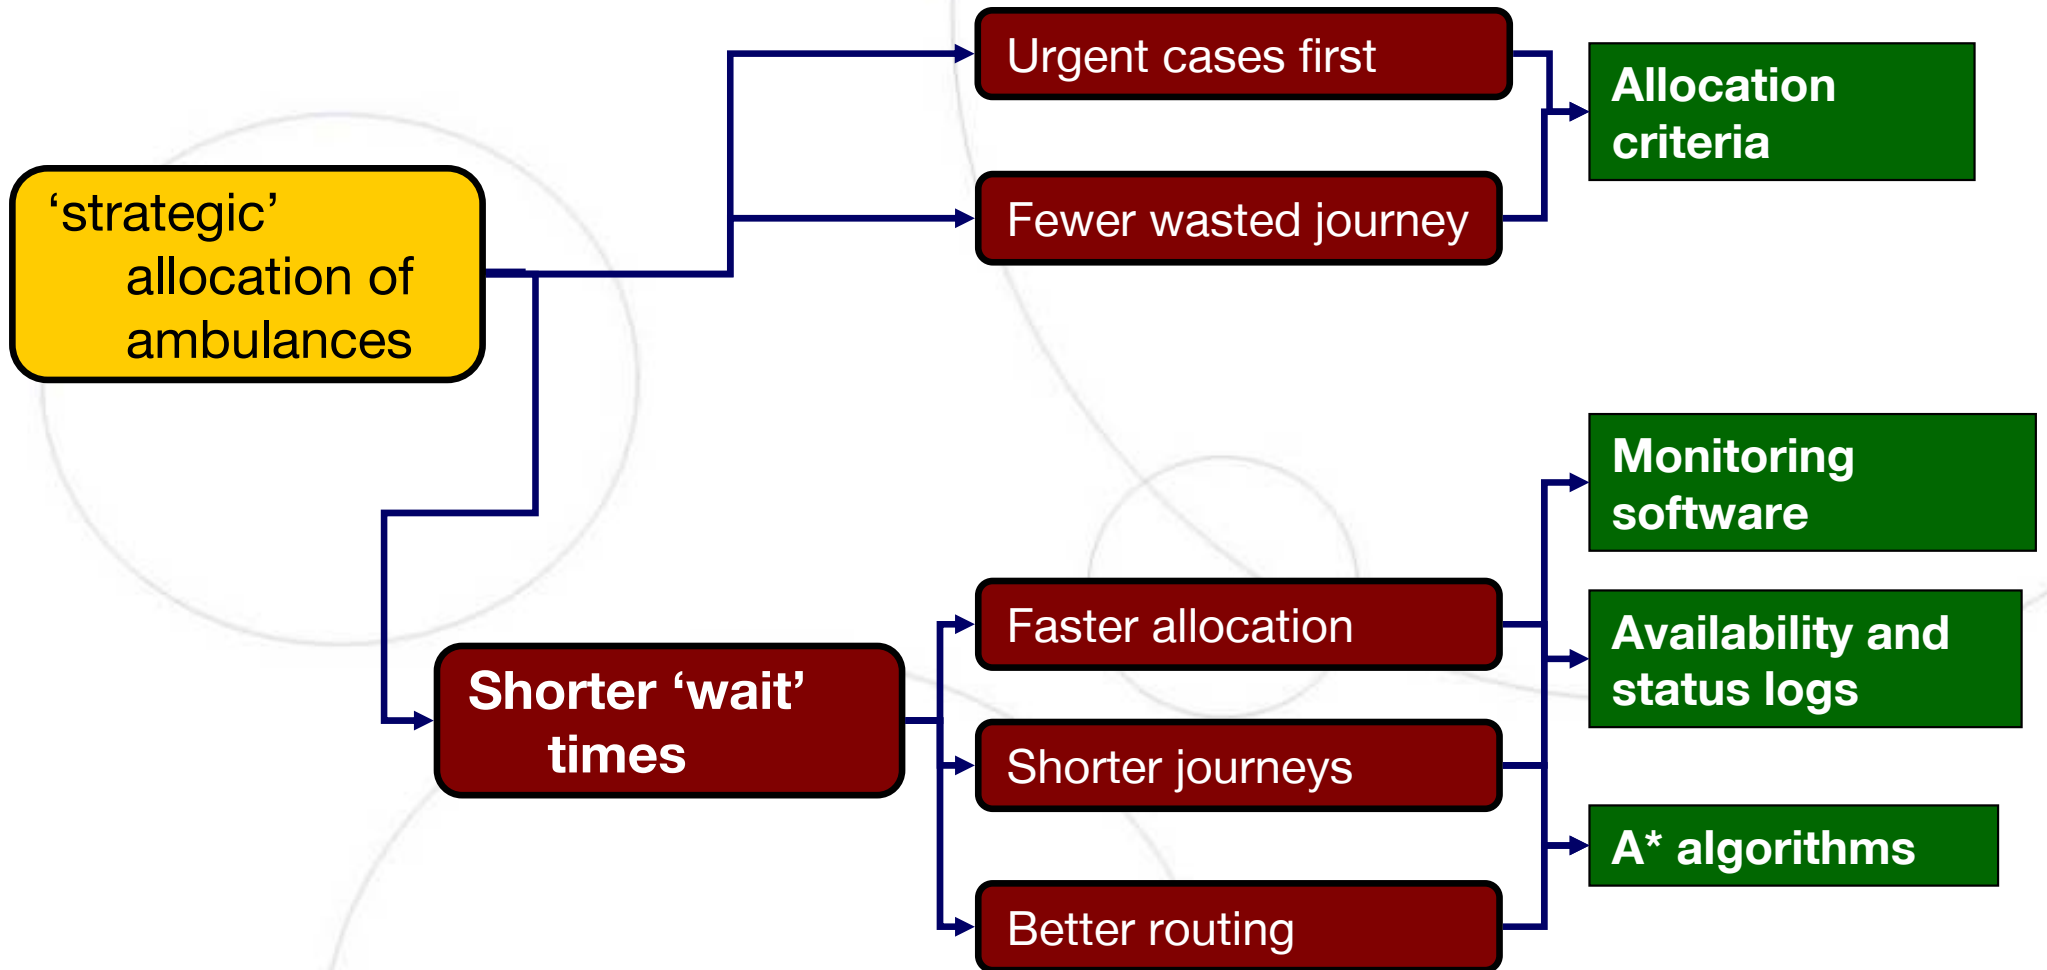 Urgent cases first
Allocation
criteria
‘strategic’
allocation of
ambulances
Fewer wasted journey
Monitoring
software
Faster allocation
Availability and
status logs
Shorter ‘wait’
times
Shorter journeys
A* algorithms
Better routing